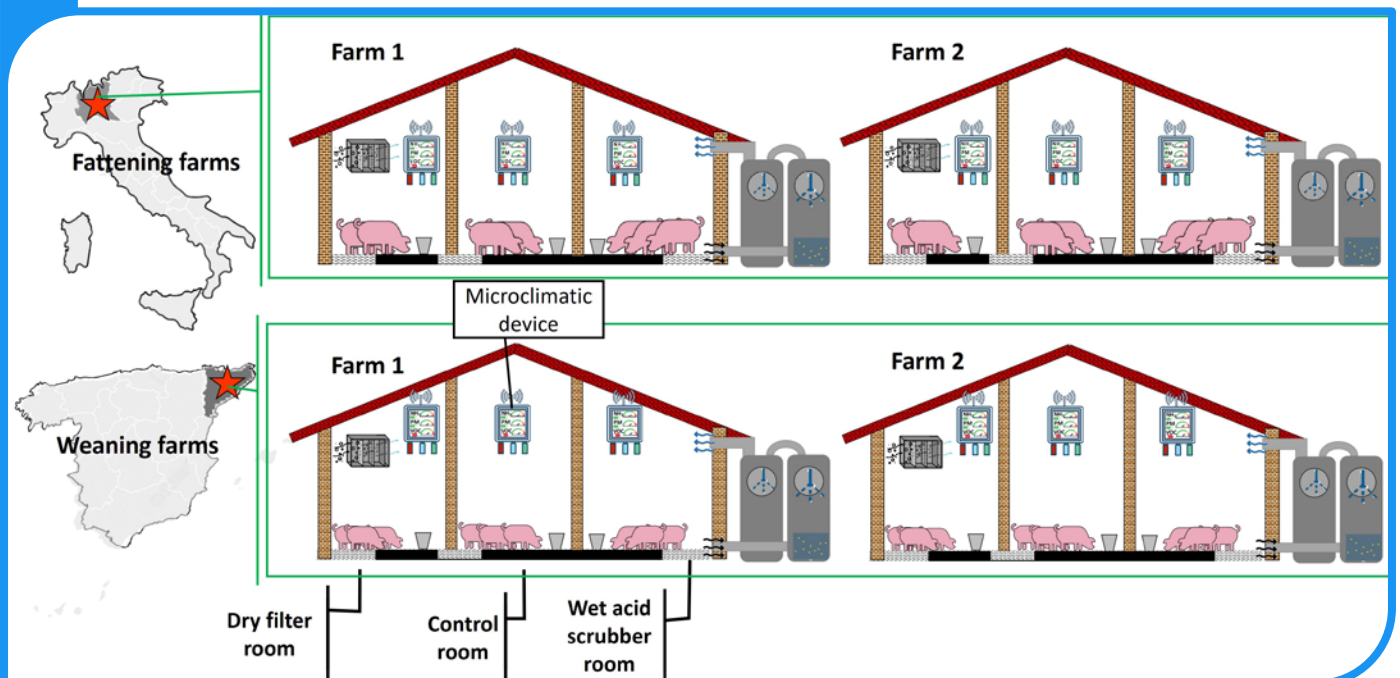 Farm 1
Farm 2
Fattening farms
Microclimatic
device
Farm 1
Farm 2
Weaning farms
Dry filter
room
Control
room
Wet acid
scrubber
room